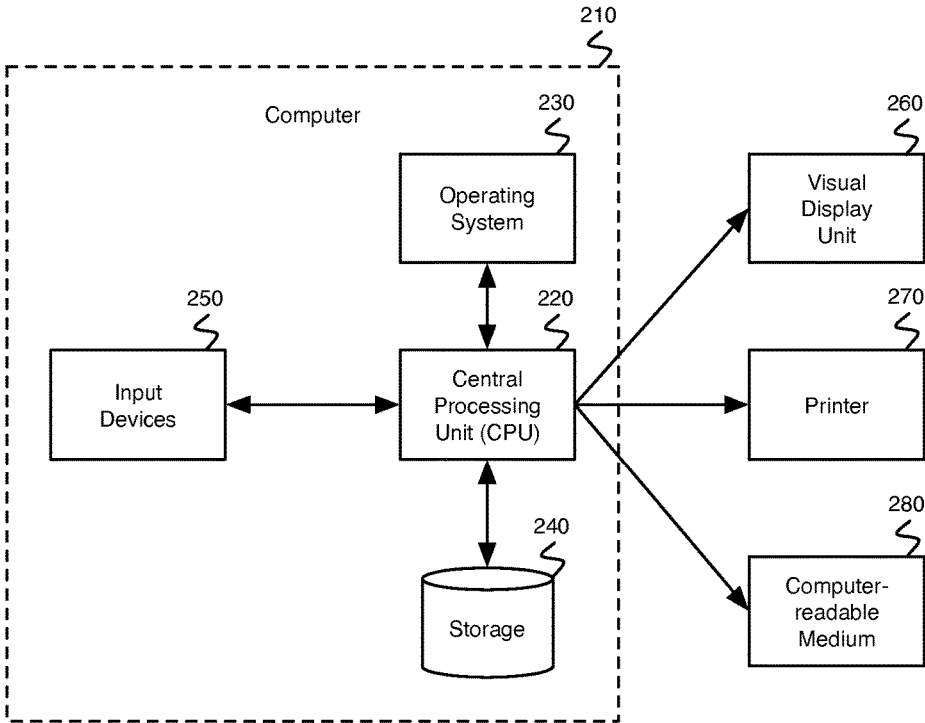 210
Computer
230
260
Operating
System
Visual
Display
Unit
250
220
270
Input
Devices
Central
Processing
Unit (CPU)
Printer
240
280
Storage
Computer-
readable
Medium